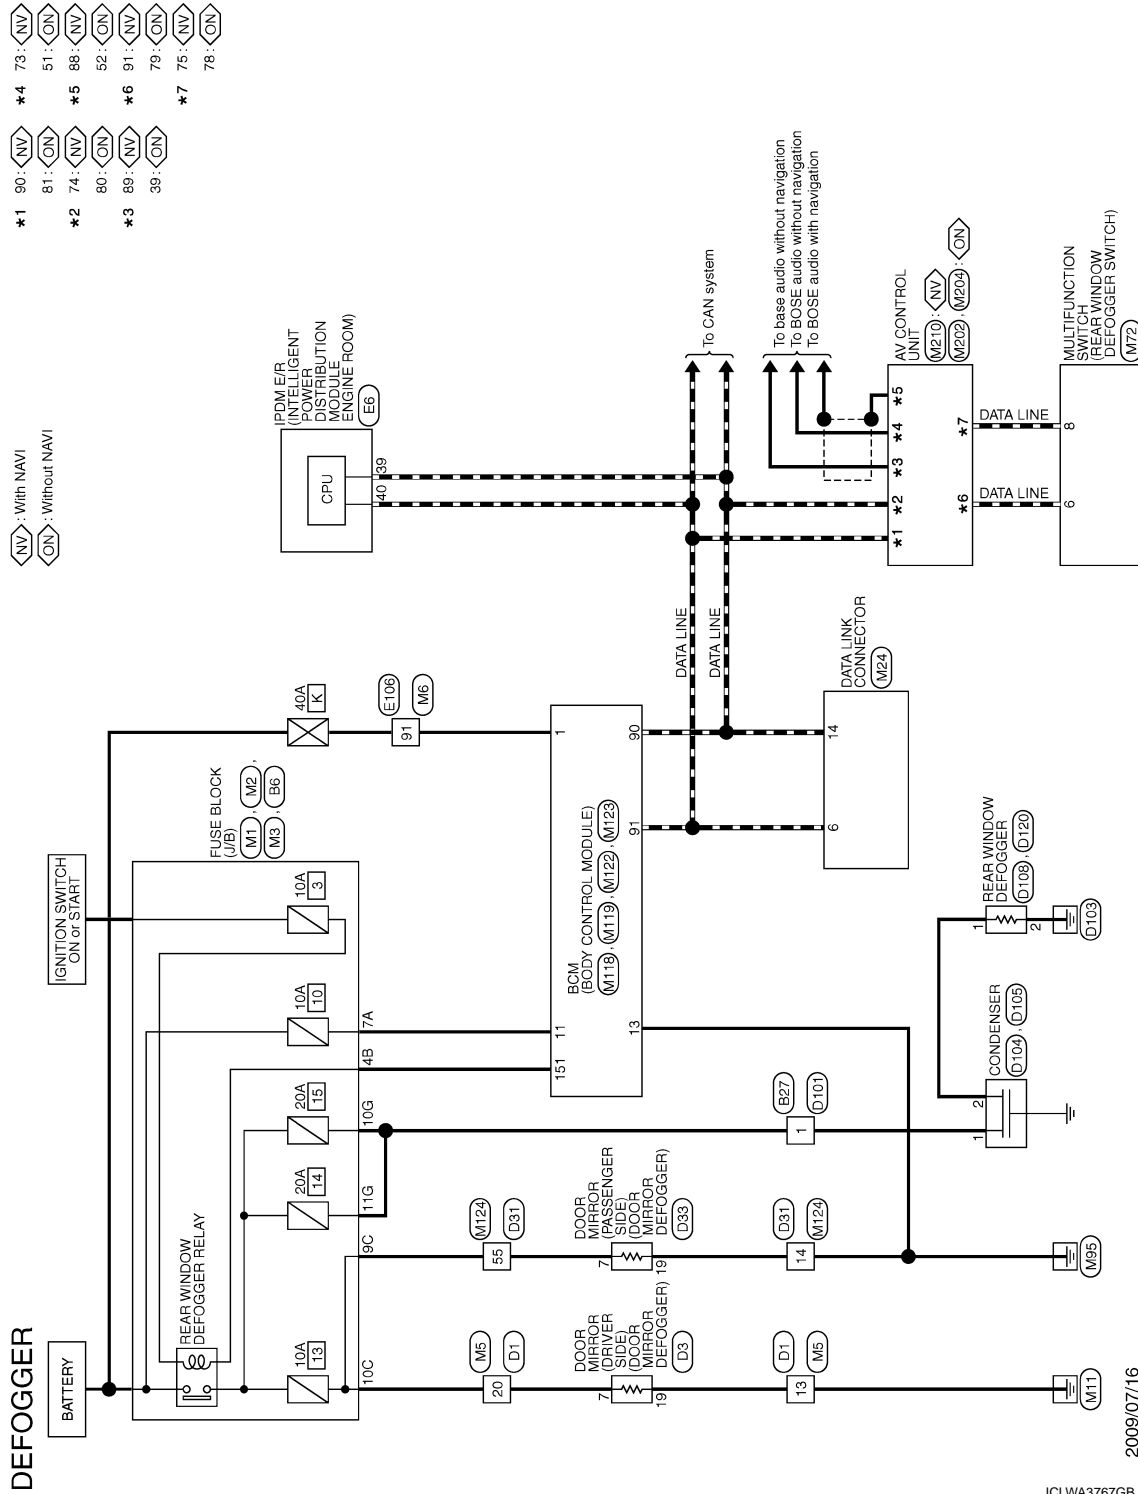 DEFOGGER
BATTERY
IGNITION SWITCH
ON or START
FUSE BLOCK
(J/B)
M1 , M2 ,
M3 , B6
REAR WINDOW
DEFOGGER RELAY
10A
13
20A
14
20A
15
10A
10
10A
3
40A
K
10C
9C
11G
10G
4B
7A
E106
91
M6
NV : With NAVI
ON : Without NAVI
*1 90: NV
81: ON
*2 74: NV
80: ON
*3 89: NV
39: ON
*4 73: NV
51: ON
*5 88: NV
52: ON
*6 91: NV
79: ON
*7 75: NV
78: ON
IPDM E/R
(INTELLIGENT
POWER
DISTRIBUTION
MODULE
ENGINE ROOM)
E6
CPU
40
39
M5
20
D1
M124
55
D31
151
11
1
BCM
(BODY CONTROL MODULE)
M118 , M119 , M122 , M123
13
91
90
DOOR
MIRROR
(DRIVER
SIDE)
(DOOR
MIRROR
DEFOGGER)
D3
7
19
DOOR
MIRROR
(PASSENGER
SIDE)
(DOOR
MIRROR
DEFOGGER)
D33
7
19
DATA LINE
DATA LINE
To CAN system
To base audio without navigation
To BOSE audio without navigation
To BOSE audio with navigation
D1
13
M5
D31
14
M124
B27
1
D101
6
14
DATA LINK
CONNECTOR
M24
*1
*2
*3
*4
*5
AV CONTROL
UNIT
M210 : NV
M202 , M204 : ON
*6
*7
DATA LINE
DATA LINE
6
8
MULTIFUNCTION
SWITCH
(REAR WINDOW
DEFOGGER SWITCH)
M72
CONDENSER
D104 , D105
1
2
REAR WINDOW
DEFOGGER
D108 , D120
1
2
M11
M95
D103
2009/07/16
JCLWA3767GB